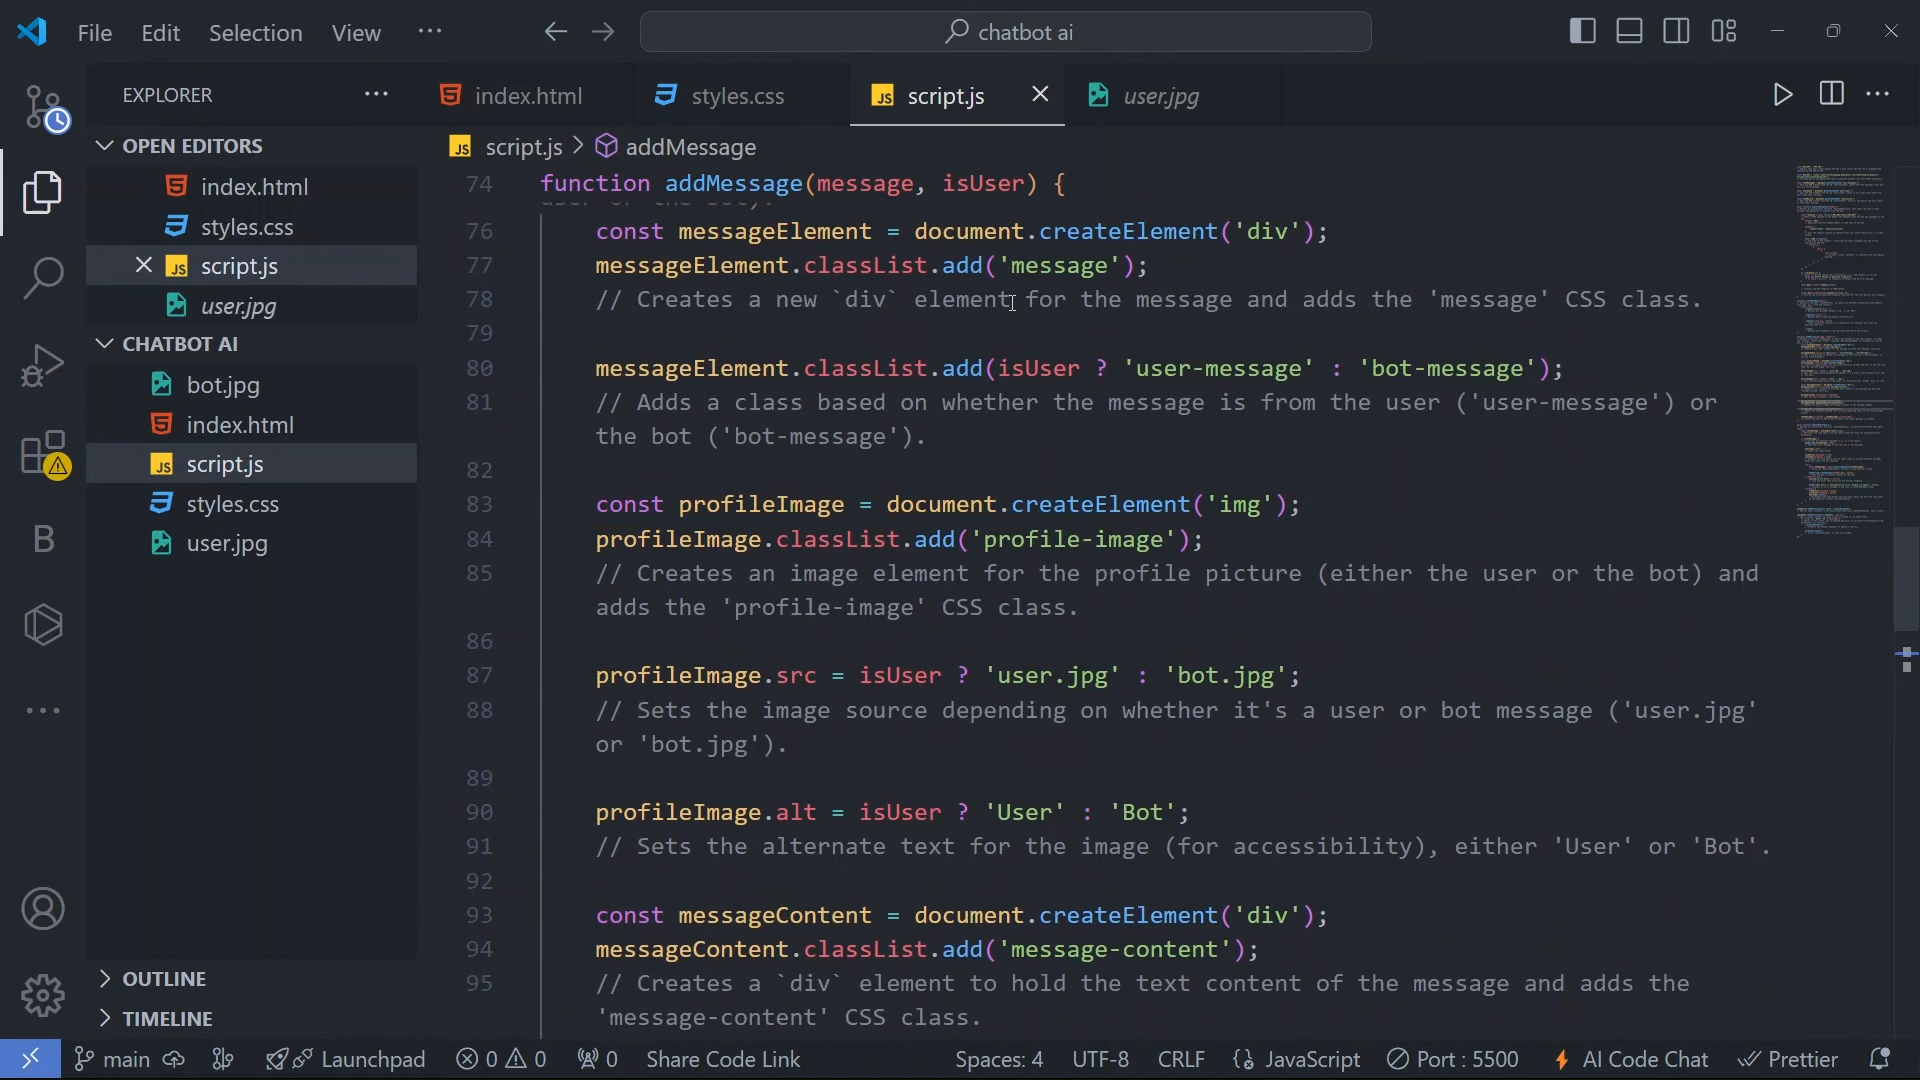 File Edit Selection View ··· chatbot ai
EXPLORER ···
OPEN EDITORS
index.html
styles.css
JS script.js
user.jpg
CHATBOT AI
bot.jpg
index.html
JS script.js
styles.css
user.jpg
OUTLINE
TIMELINE
index.html styles.css JS script.js user.jpg ···
JS script.js > addMessage
74 function addMessage(message, isUser) {
76 const messageElement = document.createElement('div');
77 messageElement.classList.add('message');
78 // Creates a new `div` element for the message and adds the 'message' CSS class.
79
80 messageElement.classList.add(isUser ? 'user-message' : 'bot-message');
81 // Adds a class based on whether the message is from the user ('user-message') or
the bot ('bot-message').
82
83 const profileImage = document.createElement('img');
84 profileImage.classList.add('profile-image');
85 // Creates an image element for the profile picture (either the user or the bot) and
adds the 'profile-image' CSS class.
86
87 profileImage.src = isUser ? 'user.jpg' : 'bot.jpg';
88 // Sets the image source depending on whether it's a user or bot message ('user.jpg'
or 'bot.jpg').
89
90 profileImage.alt = isUser ? 'User' : 'Bot';
91 // Sets the alternate text for the image (for accessibility), either 'User' or 'Bot'.
92
93 const messageContent = document.createElement('div');
94 messageContent.classList.add('message-content');
95 // Creates a `div` element to hold the text content of the message and adds the
'message-content' CSS class.
main Launchpad 0 0 0 Share Code Link Spaces: 4 UTF-8 CRLF {} JavaScript Port : 5500 AI Code Chat Prettier